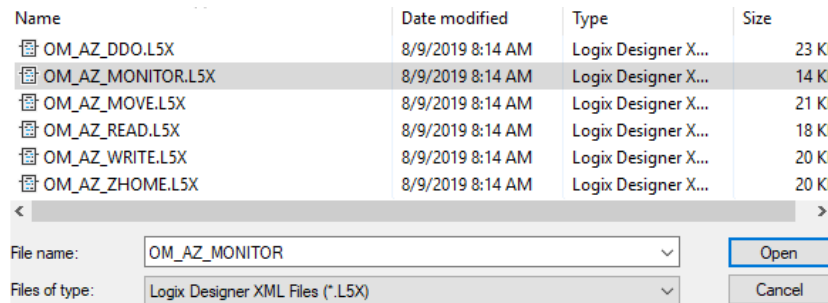 Name Date modified Type Size
OM_AZ_DDO.L5X 8/9/2019 8:14 AM Logix Designer X... 23 K
OM_AZ_MONITOR.L5X 8/9/2019 8:14 AM Logix Designer X... 14 K
OM_AZ_MOVE.L5X 8/9/2019 8:14 AM Logix Designer X... 21 K
OM_AZ_READ.L5X 8/9/2019 8:14 AM Logix Designer X... 18 K
OM_AZ_WRITE.L5X 8/9/2019 8:14 AM Logix Designer X... 20 K
OM_AZ_ZHOME.L5X 8/9/2019 8:14 AM Logix Designer X... 20 K
File name: OM_AZ_MONITOR Open
Files of type: Logix Designer XML Files (*.L5X) Cancel